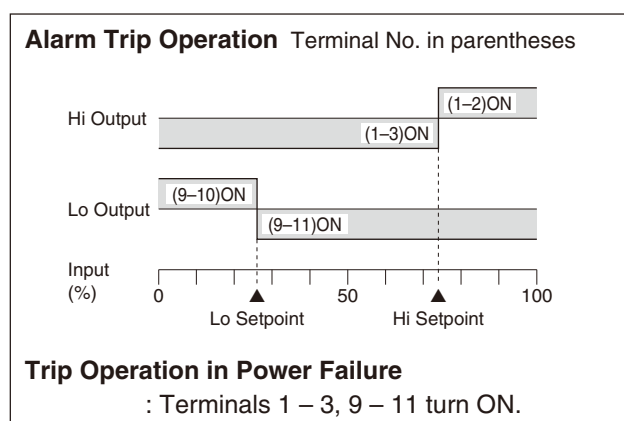 Alarm Trip Operation Terminal No. in parentheses
(1–2)ON
Hi Output
(1–3)ON
(9–10)ON
Lo Output
(9–11)ON
Input
(%)
0 50 100
Lo Setpoint Hi Setpoint
Trip Operation in Power Failure
: Terminals 1 – 3, 9 – 11 turn ON.